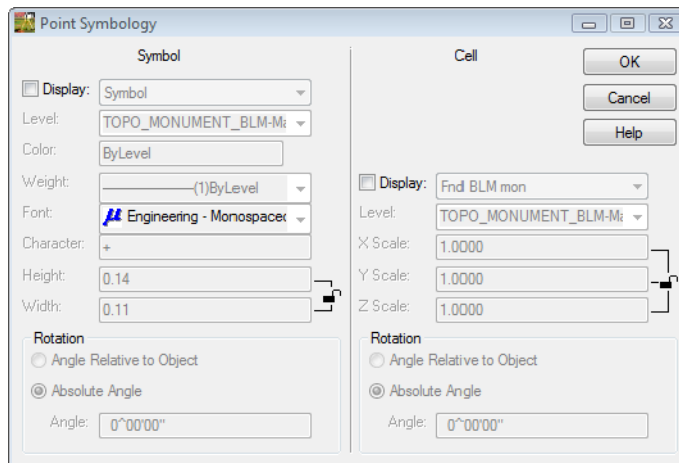 Point Symbology
Symbol
Display: Symbol
Level: TOPO_MONUMENT_BLM-Ma
Color: ByLevel
Weight: (1)ByLevel
Font: Engineering - Monospaced
Character: +
Height: 0.14
Width: 0.11
Rotation
Angle Relative to Object
Absolute Angle
Angle: 0^00'00"
Cell
OK
Cancel
Help
Display: Fndl BLM mon
Level: TOPO_MONUMENT_BLM-Ma
X Scale: 1.0000
Y Scale: 1.0000
Z Scale: 1.0000
Rotation
Angle Relative to Object
Absolute Angle
Angle: 0^00'00"